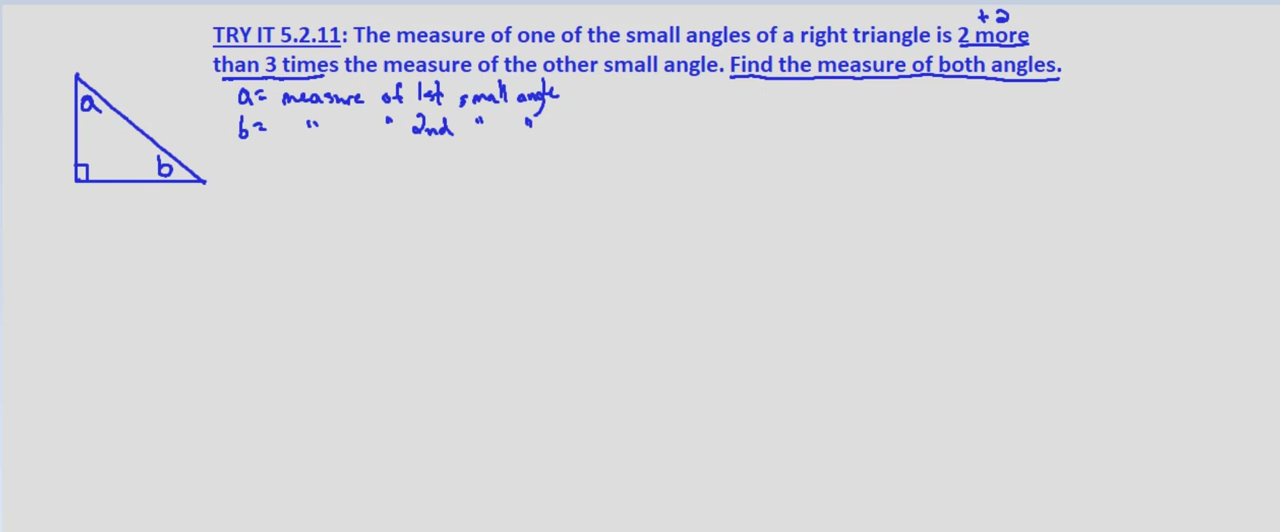 +2
TRY IT 5.2.11: The measure of one of the small angles of a right triangle is 2 more
than 3 times the measure of the other small angle. Find the measure of both angles.
a = measure of 1st small angle
b = " " 2nd " "
a
b